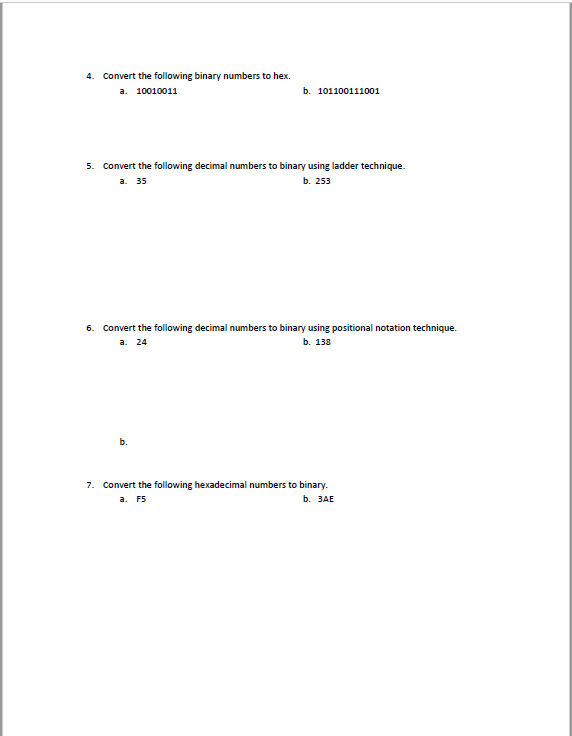 4. Convert the following binary numbers to hex.
a. 10010011 b. 101100111001
5. Convert the following decimal numbers to binary using ladder technique.
a. 35 b. 253
6. Convert the following decimal numbers to binary using positional notation technique.
a. 24 b. 138
b.
7. Convert the following hexadecimal numbers to binary.
a. F5 b. 3AE